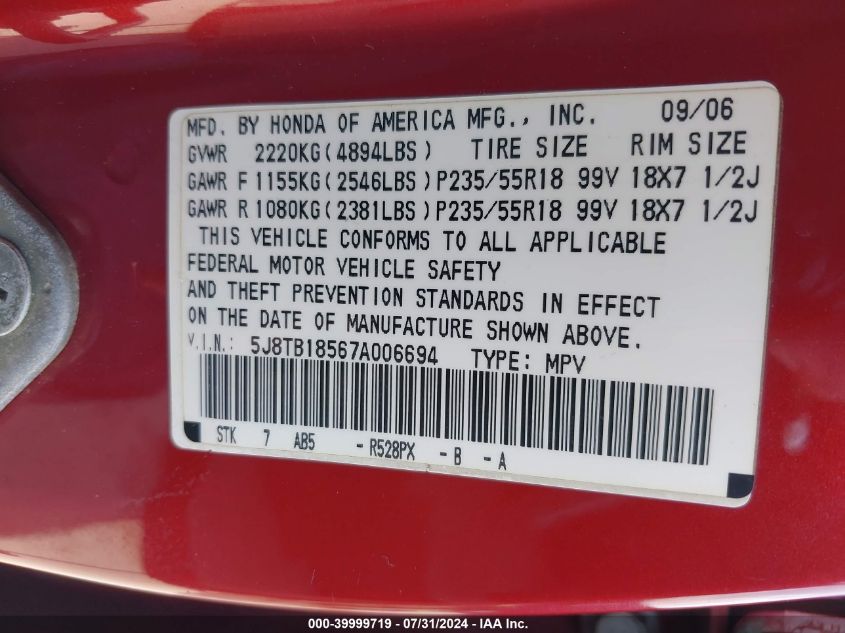 MFD. BY HONDA OF AMERICA MFG., INC. 09/06
GVWR 2220KG(4894LBS) TIRE SIZE RIM SIZE
GAWR F 1155KG(2546LBS)P235/55R18 99V 18X7 1/2J
GAWR R 1080KG(2381LBS)P235/55R18 99V 18X7 1/2J
THIS VEHICLE CONFORMS TO ALL APPLICABLE
FEDERAL MOTOR VEHICLE SAFETY
AND THEFT PREVENTION STANDARDS IN EFFECT
ON THE DATE OF MANUFACTURE SHOWN ABOVE.
V.I.N.: 5J8TB18567A006694 TYPE: MPV
STK 7 AB5 - R528PX - B - A
000-39999719 - 07/31/2024 - IAA Inc.